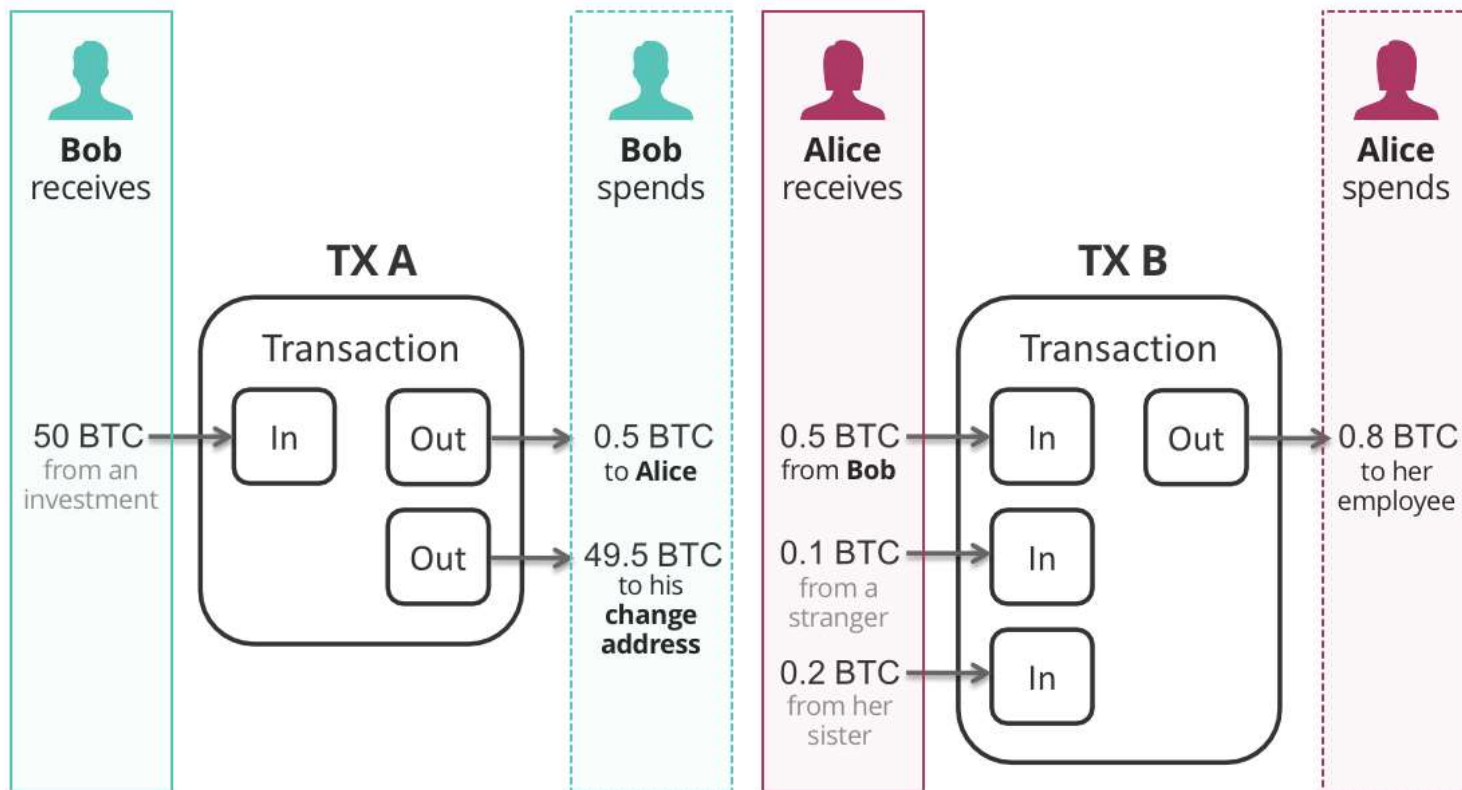 Bob
receives
Bob
spends
Alice
receives
Alice
spends
TX A
Transaction
In
Out
Out
50 BTC
from an
investment
0.5 BTC
to Alice
49.5 BTC
to his
change
address
TX B
Transaction
In
Out
In
In
0.5 BTC
from Bob
0.1 BTC
from a
stranger
0.2 BTC
from her
sister
0.8 BTC
to her
employee